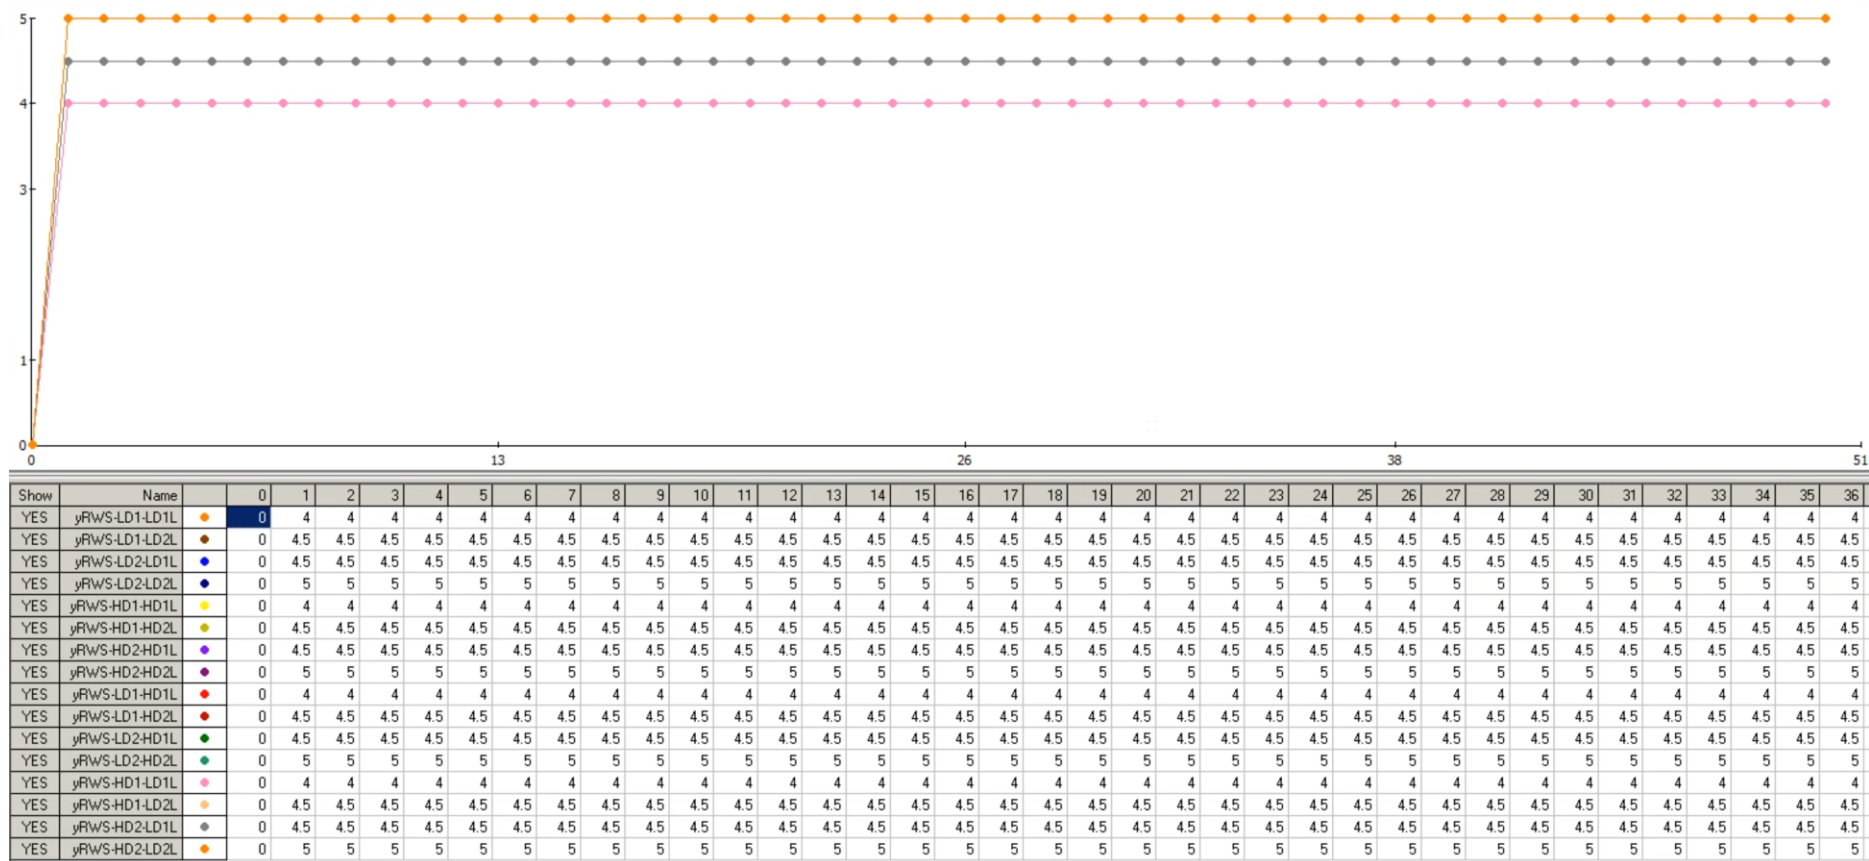 5
4
3
1
0
0 13 26 38 51
Show Name 0 1 2 3 4 5 6 7 8 9 10 11 12 13 14 15 16 17 18 19 20 21 22 23 24 25 26 27 28 29 30 31 32 33 34 35 36
YES yRWS-LD1-LD1L 0 4 4 4 4 4 4 4 4 4 4 4 4 4 4 4 4 4 4 4 4 4 4 4 4 4 4 4 4 4 4 4 4 4 4 4 4
YES yRWS-LD1-LD2L 0 4.5 4.5 4.5 4.5 4.5 4.5 4.5 4.5 4.5 4.5 4.5 4.5 4.5 4.5 4.5 4.5 4.5 4.5 4.5 4.5 4.5 4.5 4.5 4.5 4.5 4.5 4.5 4.5 4.5 4.5 4.5 4.5 4.5 4.5 4.5 4.5
YES yRWS-LD2-LD1L 0 4.5 4.5 4.5 4.5 4.5 4.5 4.5 4.5 4.5 4.5 4.5 4.5 4.5 4.5 4.5 4.5 4.5 4.5 4.5 4.5 4.5 4.5 4.5 4.5 4.5 4.5 4.5 4.5 4.5 4.5 4.5 4.5 4.5 4.5 4.5 4.5
YES yRWS-LD2-LD2L 0 5 5 5 5 5 5 5 5 5 5 5 5 5 5 5 5 5 5 5 5 5 5 5 5 5 5 5 5 5 5 5 5 5 5 5 5
YES yRWS-HD1-HD1L 0 4 4 4 4 4 4 4 4 4 4 4 4 4 4 4 4 4 4 4 4 4 4 4 4 4 4 4 4 4 4 4 4 4 4 4 4
YES yRWS-HD1-HD2L 0 4.5 4.5 4.5 4.5 4.5 4.5 4.5 4.5 4.5 4.5 4.5 4.5 4.5 4.5 4.5 4.5 4.5 4.5 4.5 4.5 4.5 4.5 4.5 4.5 4.5 4.5 4.5 4.5 4.5 4.5 4.5 4.5 4.5 4.5 4.5 4.5
YES yRWS-HD2-HD1L 0 4.5 4.5 4.5 4.5 4.5 4.5 4.5 4.5 4.5 4.5 4.5 4.5 4.5 4.5 4.5 4.5 4.5 4.5 4.5 4.5 4.5 4.5 4.5 4.5 4.5 4.5 4.5 4.5 4.5 4.5 4.5 4.5 4.5 4.5 4.5 4.5
YES yRWS-HD2-HD2L 0 5 5 5 5 5 5 5 5 5 5 5 5 5 5 5 5 5 5 5 5 5 5 5 5 5 5 5 5 5 5 5 5 5 5 5 5
YES yRWS-LD1-HD1L 0 4 4 4 4 4 4 4 4 4 4 4 4 4 4 4 4 4 4 4 4 4 4 4 4 4 4 4 4 4 4 4 4 4 4 4 4
YES yRWS-LD1-HD2L 0 4.5 4.5 4.5 4.5 4.5 4.5 4.5 4.5 4.5 4.5 4.5 4.5 4.5 4.5 4.5 4.5 4.5 4.5 4.5 4.5 4.5 4.5 4.5 4.5 4.5 4.5 4.5 4.5 4.5 4.5 4.5 4.5 4.5 4.5 4.5 4.5
YES yRWS-LD2-HD1L 0 4.5 4.5 4.5 4.5 4.5 4.5 4.5 4.5 4.5 4.5 4.5 4.5 4.5 4.5 4.5 4.5 4.5 4.5 4.5 4.5 4.5 4.5 4.5 4.5 4.5 4.5 4.5 4.5 4.5 4.5 4.5 4.5 4.5 4.5 4.5 4.5
YES yRWS-LD2-HD2L 0 5 5 5 5 5 5 5 5 5 5 5 5 5 5 5 5 5 5 5 5 5 5 5 5 5 5 5 5 5 5 5 5 5 5 5 5
YES yRWS-HD1-LD1L 0 4 4 4 4 4 4 4 4 4 4 4 4 4 4 4 4 4 4 4 4 4 4 4 4 4 4 4 4 4 4 4 4 4 4 4 4
YES yRWS-HD1-LD2L 0 4.5 4.5 4.5 4.5 4.5 4.5 4.5 4.5 4.5 4.5 4.5 4.5 4.5 4.5 4.5 4.5 4.5 4.5 4.5 4.5 4.5 4.5 4.5 4.5 4.5 4.5 4.5 4.5 4.5 4.5 4.5 4.5 4.5 4.5 4.5 4.5
YES yRWS-HD2-LD1L 0 4.5 4.5 4.5 4.5 4.5 4.5 4.5 4.5 4.5 4.5 4.5 4.5 4.5 4.5 4.5 4.5 4.5 4.5 4.5 4.5 4.5 4.5 4.5 4.5 4.5 4.5 4.5 4.5 4.5 4.5 4.5 4.5 4.5 4.5 4.5 4.5
YES yRWS-HD2-LD2L 0 5 5 5 5 5 5 5 5 5 5 5 5 5 5 5 5 5 5 5 5 5 5 5 5 5 5 5 5 5 5 5 5 5 5 5 5